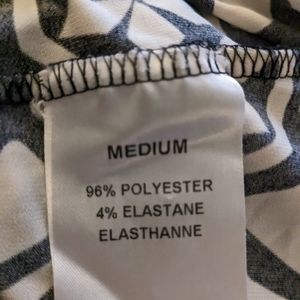 MEDIUM
96% POLYESTER
4% ELASTANE
ELASTHANNE